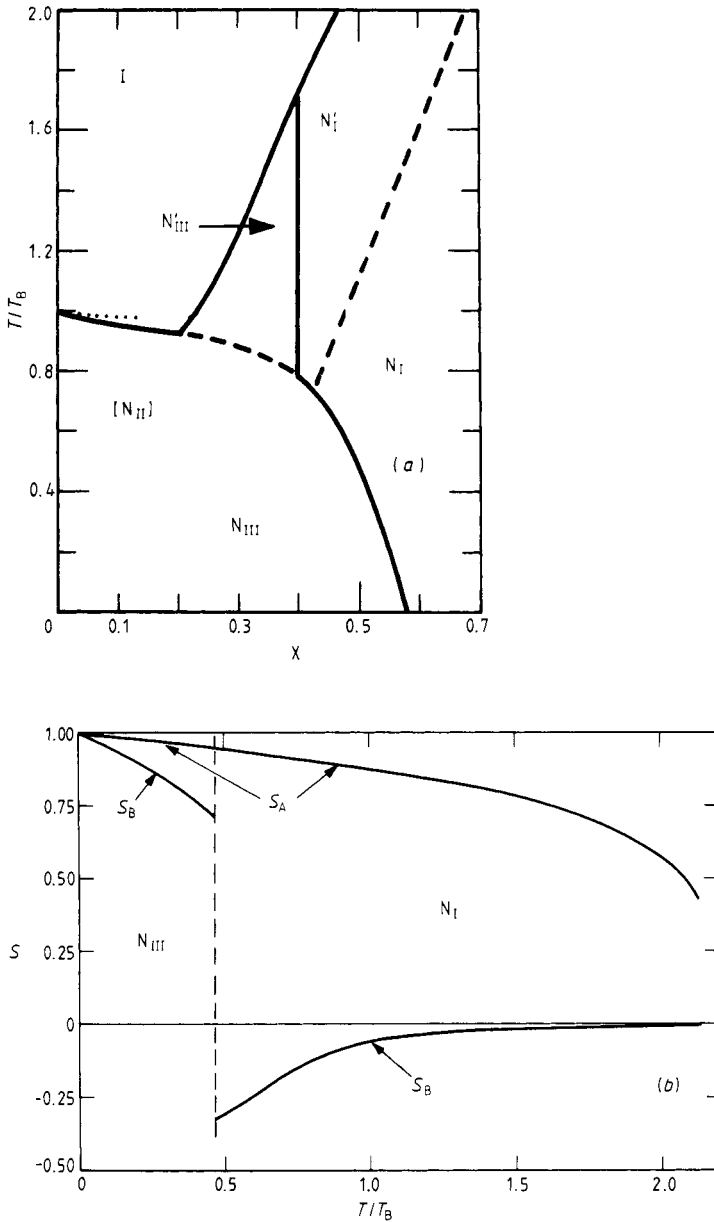 2.0
I
1.6
N'I
N'III
1.2
T/TB
0.8
NI
[NII]
(a)
0.4
NIII
0
0.1
0.3
0.5
0.7
X
1.00
0.75
SB
SA
0.50
NI
NIII
S
0.25
0
SB
(b)
-0.25
-0.50
0
0.5
1.0
1.5
2.0
T/TB